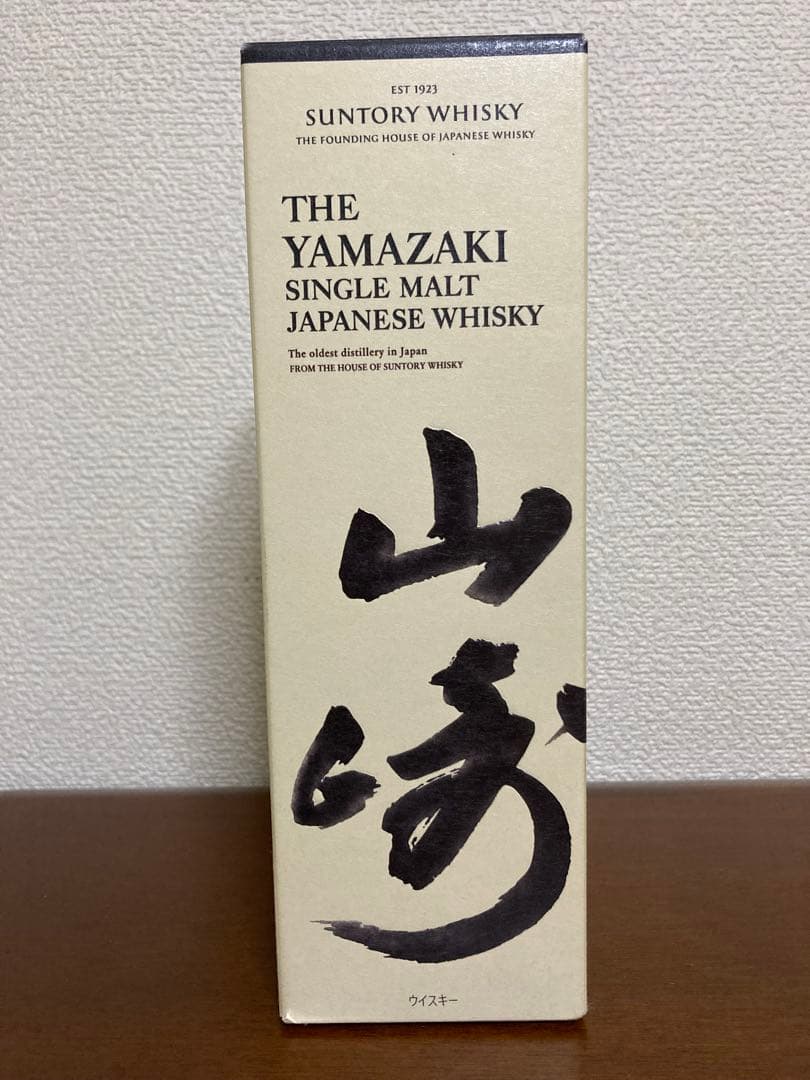 EST 1923
SUNTORY WHISKY
THE FOUNDING HOUSE OF JAPANESE WHISKY
THE
YAMAZAKI
SINGLE MALT
JAPANESE WHISKY
The oldest distillery in Japan
FROM THE HOUSE OF SUNTORY WHISKY
山
崎
ウイスキー